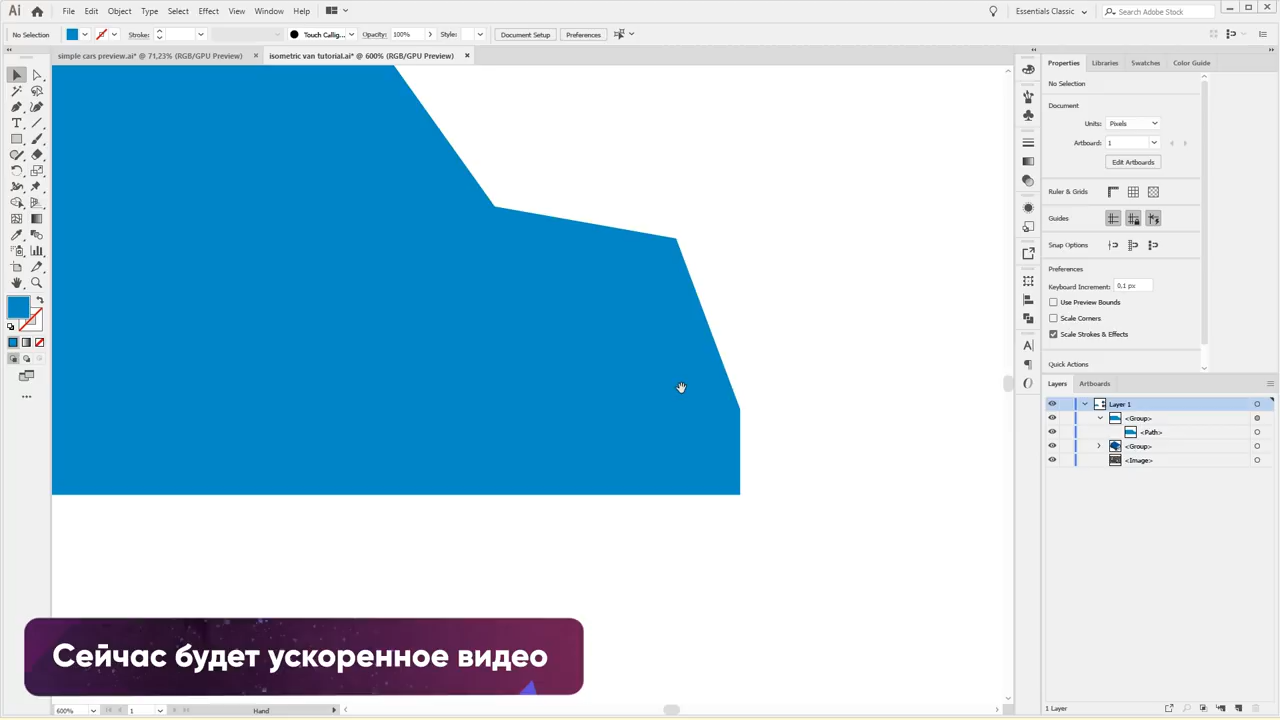 Ai File Edit Object Type Select Effect View Window Help Essentials Classic Search Adobe Stock
No Selection Stroke: Touch Callig... Opacity: 100% Style: Document Setup Preferences
simple cars preview.ai* @ 71,23% (RGB/GPU Preview) × isometric van tutorial.ai* @ 600% (RGB/GPU Preview) ×
Properties Libraries Swatches Color Guide
No Selection
Document
Units: Pixels
Artboard: 1
Edit Artboards
Ruler & Grids
Guides
Snap Options
Preferences
Keyboard Increment: 0,1 px
Use Preview Bounds
Scale Corners
Scale Strokes & Effects
Quick Actions
Layers Artboards
Layer 1
<Group>
<Path>
<Group>
<Image>
Сейчас будет ускоренное видео
600% 1 Hand 1 Layer